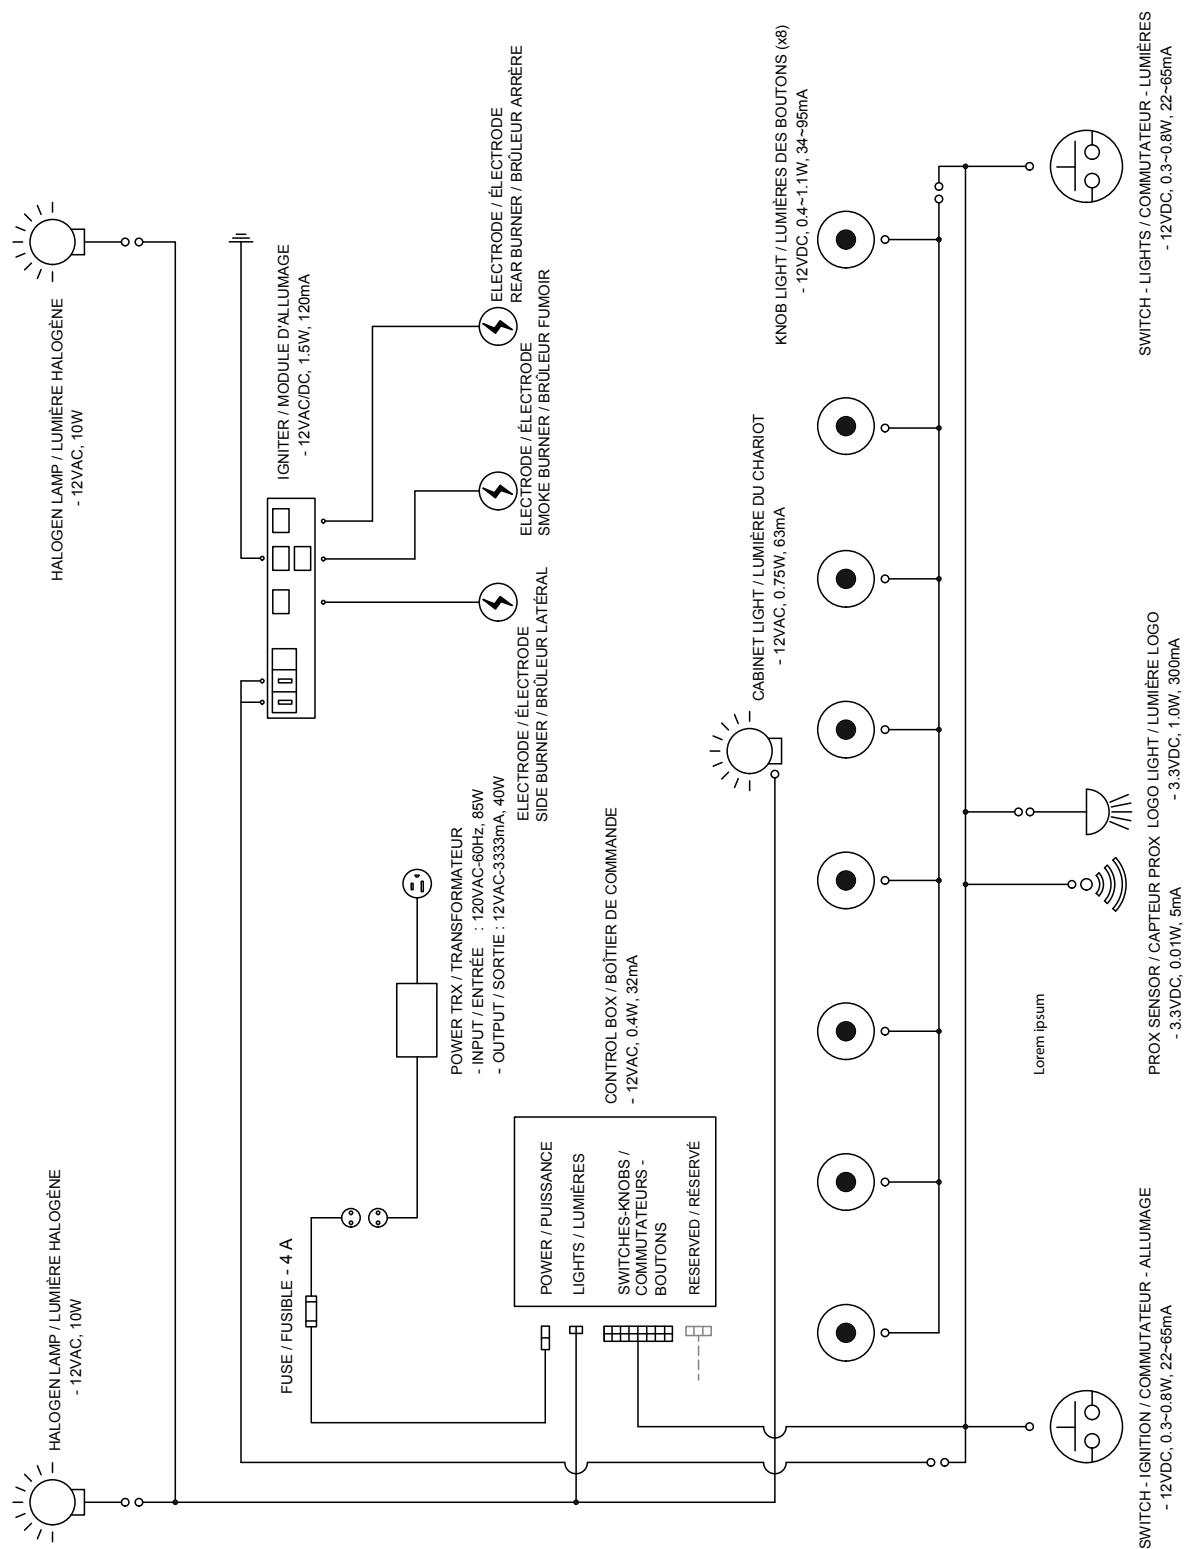 HALOGEN LAMP / LUMIÈRE HALOGÈNE
- 12VAC, 10W
HALOGEN LAMP / LUMIÈRE HALOGÈNE
- 12VAC, 10W
FUSE / FUSIBLE - 4 A
IGNITER / MODULE D'ALLUMAGE
- 12VAC/DC, 1.5W, 120mA
POWER TRX / TRANSFORMATEUR
- INPUT / ENTRÉE : 120VAC-60Hz, 85W
- OUTPUT / SORTIE : 12VAC-3333mA, 40W
ELECTRODE / ÉLECTRODE
SIDE BURNER / BRÛLEUR LATÉRAL
ELECTRODE / ÉLECTRODE
SMOKE BURNER / BRÛLEUR FUMOIR
ELECTRODE / ÉLECTRODE
REAR BURNER / BRÛLEUR ARRÈRE
POWER / PUISSANCE
LIGHTS / LUMIÈRES
SWITCHES-KNOBS /
COMMUTATEURS -
BOUTONS
RESERVED / RÉSERVÉ
CONTROL BOX / BOÎTIER DE COMMANDE
- 12VAC, 0.4W, 32mA
CABINET LIGHT / LUMIÈRE DU CHARIOT
- 12VAC, 0.75W, 63mA
KNOB LIGHT / LUMIÈRES DES BOUTONS (x8)
- 12VDC, 0.4~1.1W, 34~95mA
Lorem ipsum
SWITCH - IGNITION / COMMUTATEUR - ALLUMAGE
- 12VDC, 0.3~0.8W, 22~65mA
PROX SENSOR / CAPTEUR PROX
- 3.3VDC, 0.01W, 5mA
LOGO LIGHT / LUMIÈRE LOGO
- 3.3VDC, 1.0W, 300mA
SWITCH - LIGHTS / COMMUTATEUR - LUMIÈRES
- 12VDC, 0.3~0.8W, 22~65mA